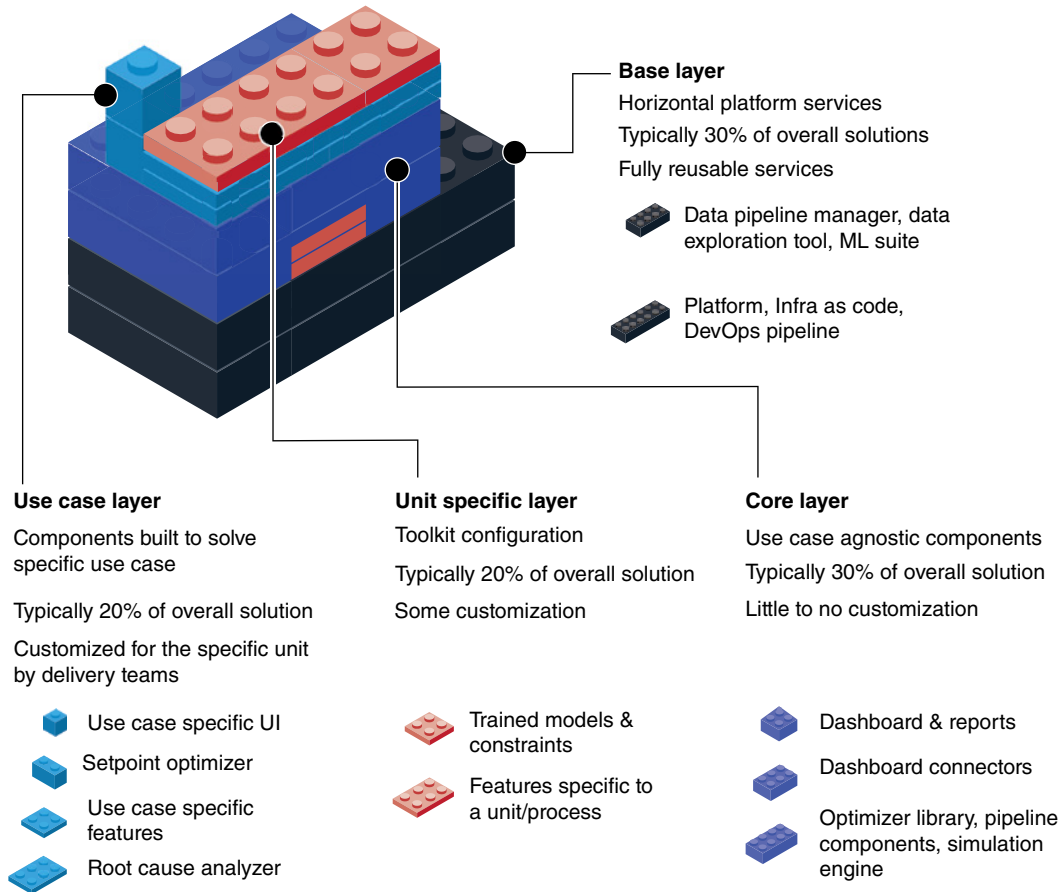 Base layer
Horizontal platform services
Typically 30% of overall solutions
Fully reusable services
Data pipeline manager, data
exploration tool, ML suite
Platform, Infra as code,
DevOps pipeline
Use case layer
Components built to solve
specific use case
Typically 20% of overall solution
Customized for the specific unit
by delivery teams
Use case specific UI
Setpoint optimizer
Use case specific
features
Root cause analyzer
Unit specific layer
Toolkit configuration
Typically 20% of overall solution
Some customization
Trained models &
constraints
Features specific to
a unit/process
Core layer
Use case agnostic components
Typically 30% of overall solution
Little to no customization
Dashboard & reports
Dashboard connectors
Optimizer library, pipeline
components, simulation
engine